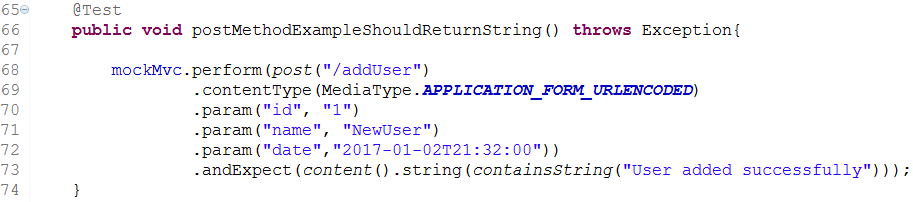 65 @Test
66 public void postMethodExampleShouldReturnString() throws Exception{
67
68 mockMvc.perform(post("/addUser")
69 .contentType(MediaType.APPLICATION_FORM_URLENCODED)
70 .param("id", "1")
71 .param("name", "NewUser")
72 .param("date","2017-01-02T21:32:00"))
73 .andExpect(content().string(containsString("User added successfully")));
74 }